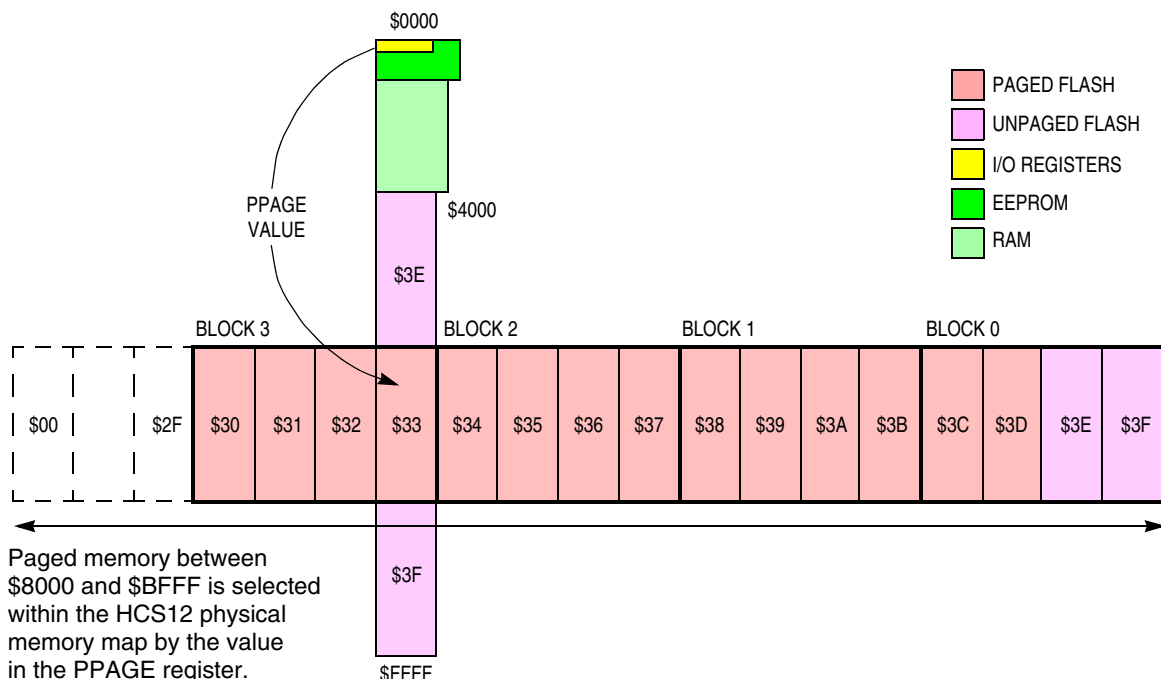 $0000
PAGED FLASH
UNPAGED FLASH
I/O REGISTERS
EEPROM
RAM
PPAGE
VALUE
$4000
$3E
BLOCK 3
BLOCK 2
BLOCK 1
BLOCK 0
$00
$2F
$30
$31
$32
$33
$34
$35
$36
$37
$38
$39
$3A
$3B
$3C
$3D
$3E
$3F
Paged memory between
$8000 and $BFFF is selected
within the HCS12 physical
memory map by the value
in the PPAGE register.
$3F
$FFFF